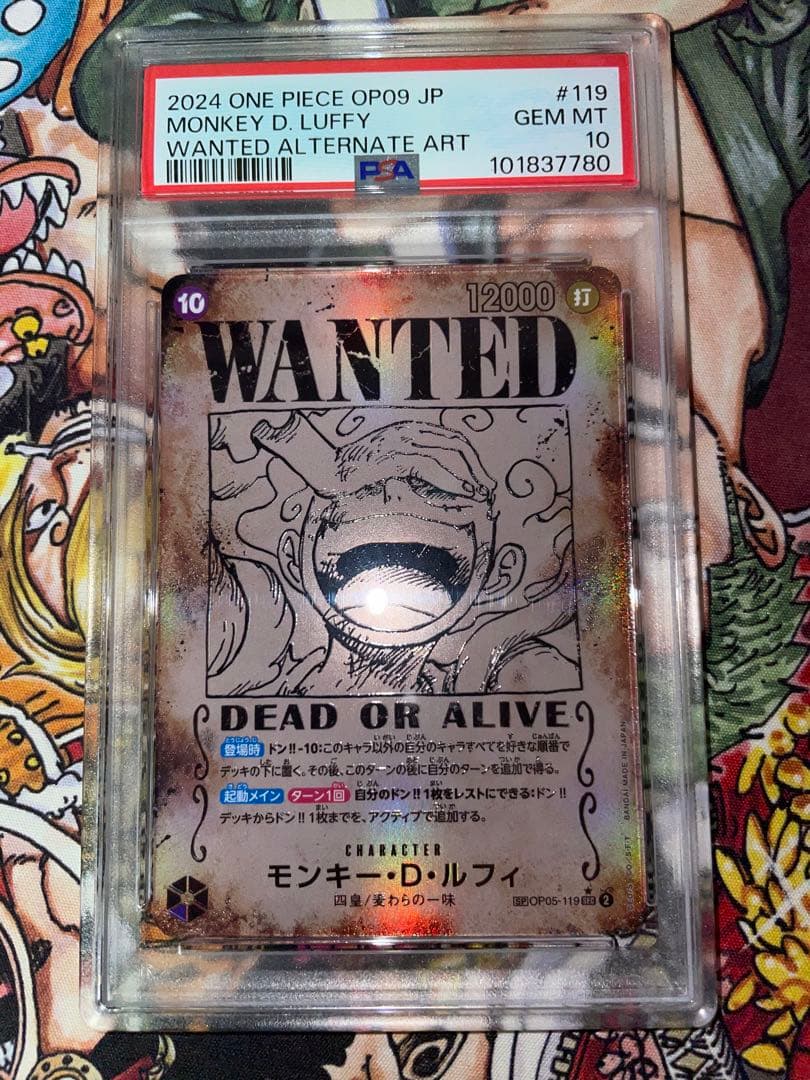 2024 ONE PIECE OP09 JP #119
MONKEY D. LUFFY GEM MT
WANTED ALTERNATE ART 10
PSA 101837780
10 12000 打
WANTED
DEAD OR ALIVE
登場時 ドン!!-10:このキャラ以外の自分のキャラすべてを好きな順番で
デッキの下に置く。その後、このターンの後に自分のターンを追加で得る。
起動メイン ターン1回 自分のドン!!1枚をレストにできる:ドン!!
デッキからドン!!1枚までを、アクティブで追加する。
CHARACTER
モンキー・D・ルフィ
四皇/麦わらの一味
SP OP05-119 SEC 2
BANDAI MADE IN JAPAN